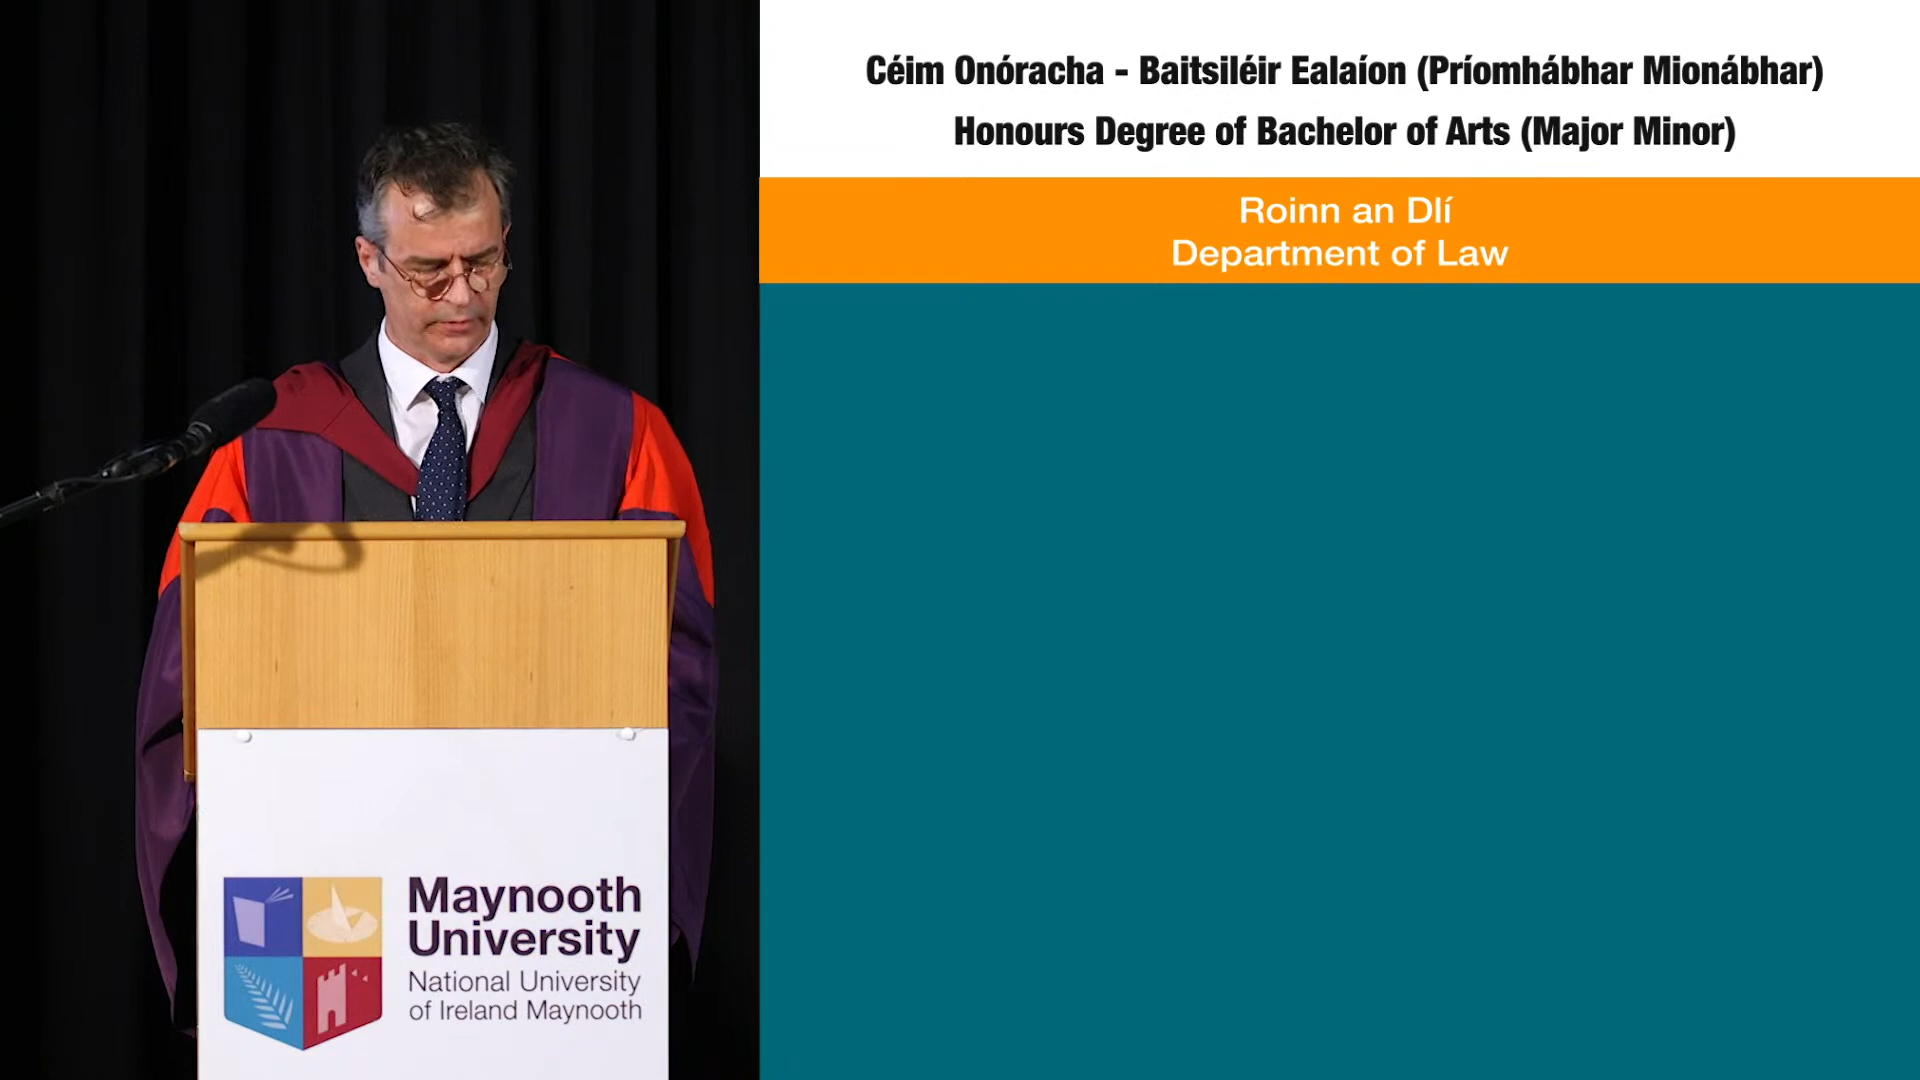 Céim Onóracha - Baitsiléir Ealaíon (Príomhábhar Mionábhar)
Honours Degree of Bachelor of Arts (Major Minor)
Roinn an Dlí
Department of Law
Maynooth
University
National University
of Ireland Maynooth